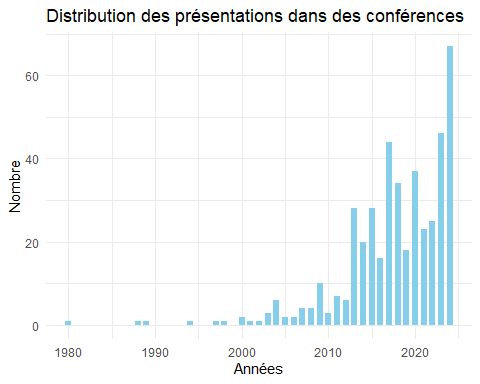 Distribution des présentations dans des conférences
60
40
20
0
Nombre
1980 1990 2000 2010 2020
Années